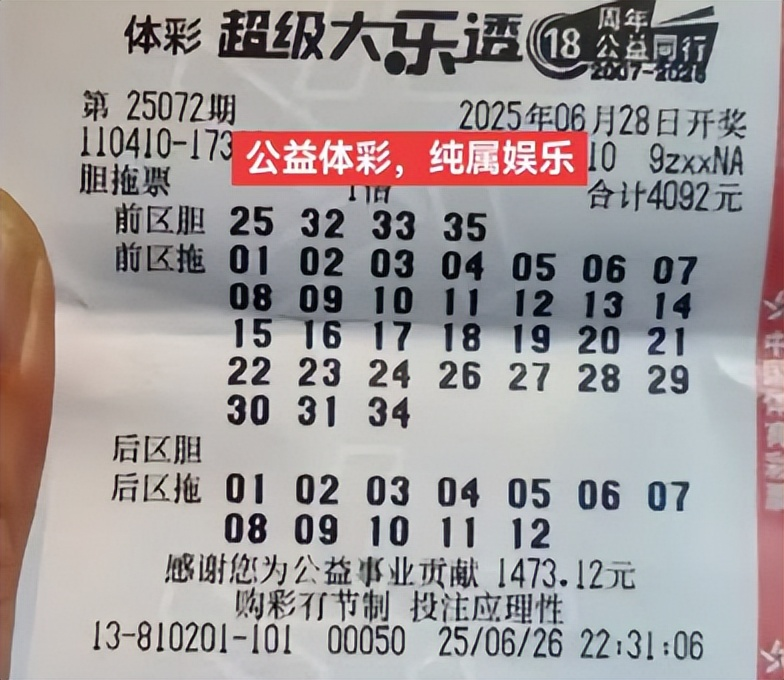 体彩 超级大乐透 18 周年
公益同行
2007-2025
第 25072期 2025年06月28日开奖
110410-173 10 9zxxNA
公益体彩，纯属娱乐
胆拖票 1倍 合计4092元
前区胆 25 32 33 35
前区拖 01 02 03 04 05 06 07
08 09 10 11 12 13 14
15 16 17 18 19 20 21
22 23 24 26 27 28 29
30 31 34
后区胆
后区拖 01 02 03 04 05 06 07
08 09 10 11 12
感谢您为公益事业贡献 1473.12元
购彩有节制 投注应理性
13-810201-101 00050 25/06/26 22:31:06